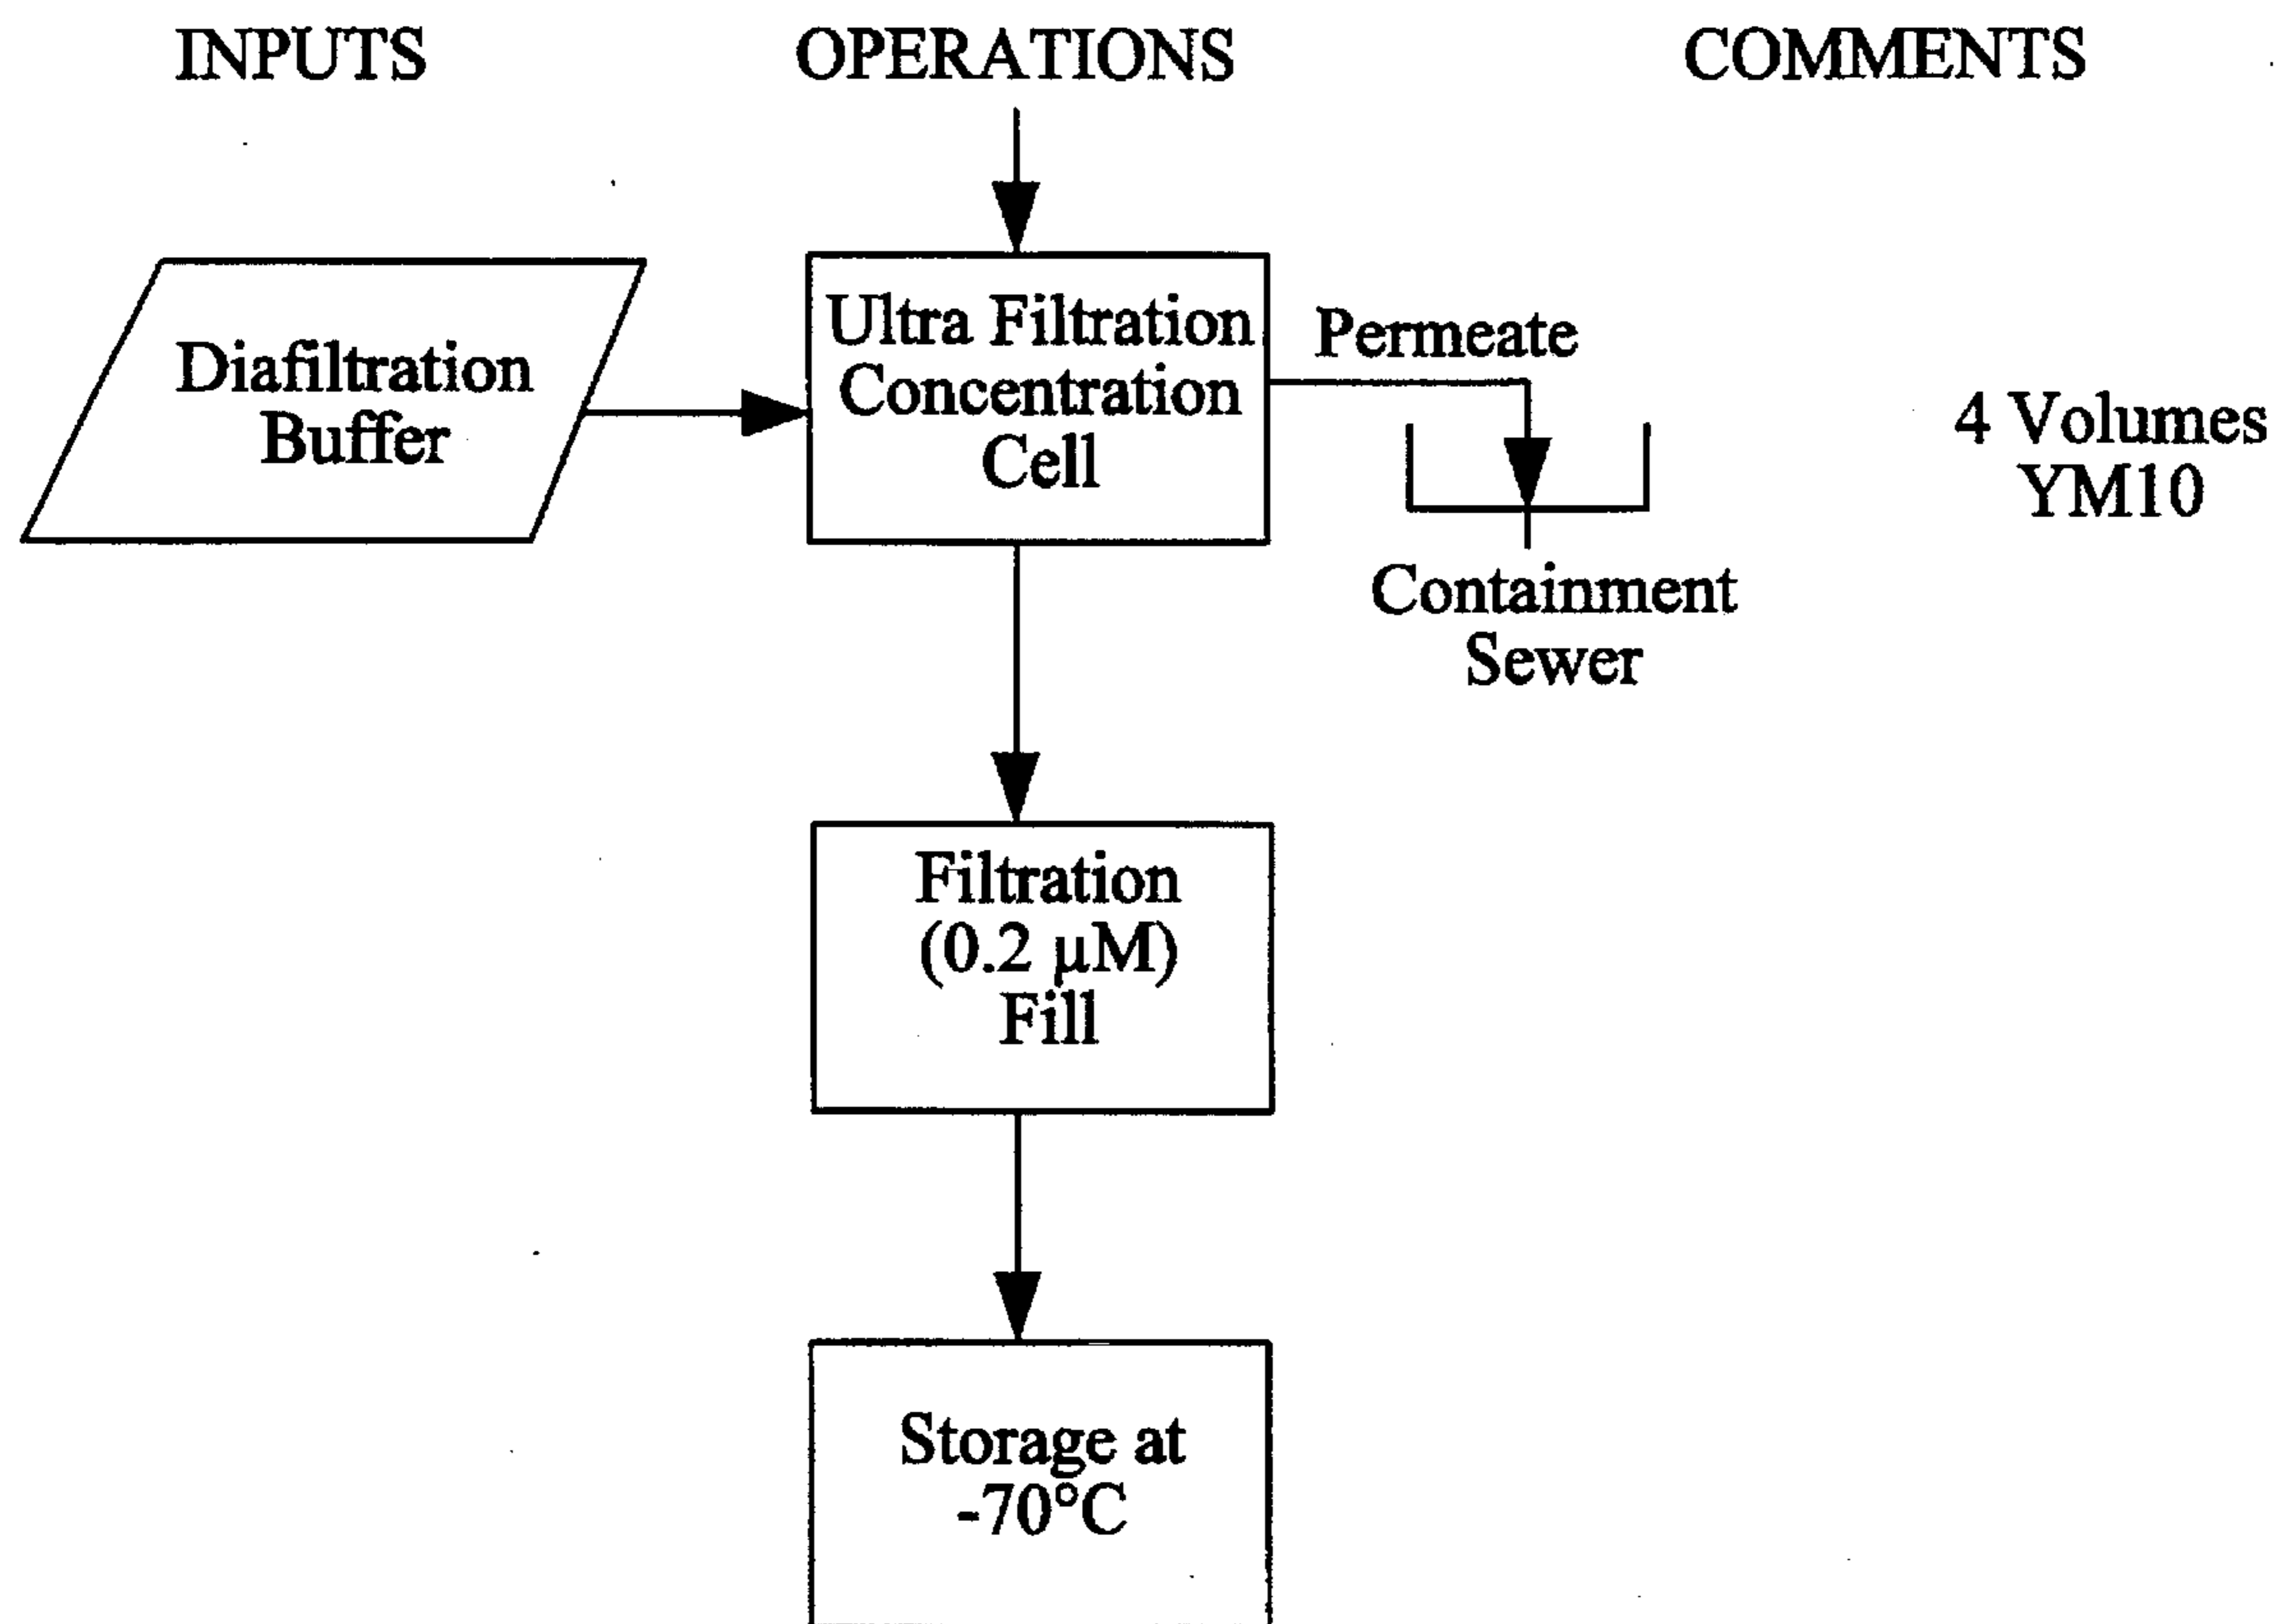 INPUTS
OPERATIONS
COMMENTS
Diafiltration
Buffer
Ultra Filtration
Concentration
Cell
Permeate
4 Volumes
YM10
Containment
Sewer
Filtration
(0.2 μM)
Fill
Storage at
-70°C